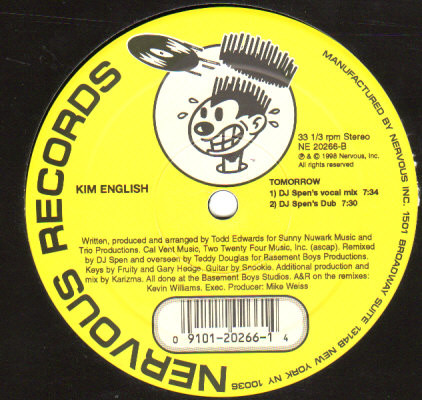 NERVOUS RECORDS
MANUFACTURED BY NERVOUS INC. 1501 BROADWAY SUITE 1314B NEW YORK NY 10036
33 1/3 rpm Stereo
NE 20266-B
℗ & © 1998 Nervous, Inc.
All rights reserved
KIM ENGLISH
TOMORROW
1) DJ Spen's vocal mix 7:34
2) DJ Spen's Dub 7:30
Written, produced and arranged by Todd Edwards for Sunny Nuwark Music and
Trio Productions. Cal Vent Music, Two Twenty Four Music, Inc. (ascap). Remixed
by DJ Spen and overseen by Teddy Douglas for Basement Boys Productions.
Keys by Fruity and Gary Hedge. Guitar by Snookie. Additional production and
mix by Karizma. All done at the Basement Boys Studios. A&R on the remixes:
Kevin Williams. Exec. Producer: Mike Weiss
0 9101-20266-1 4